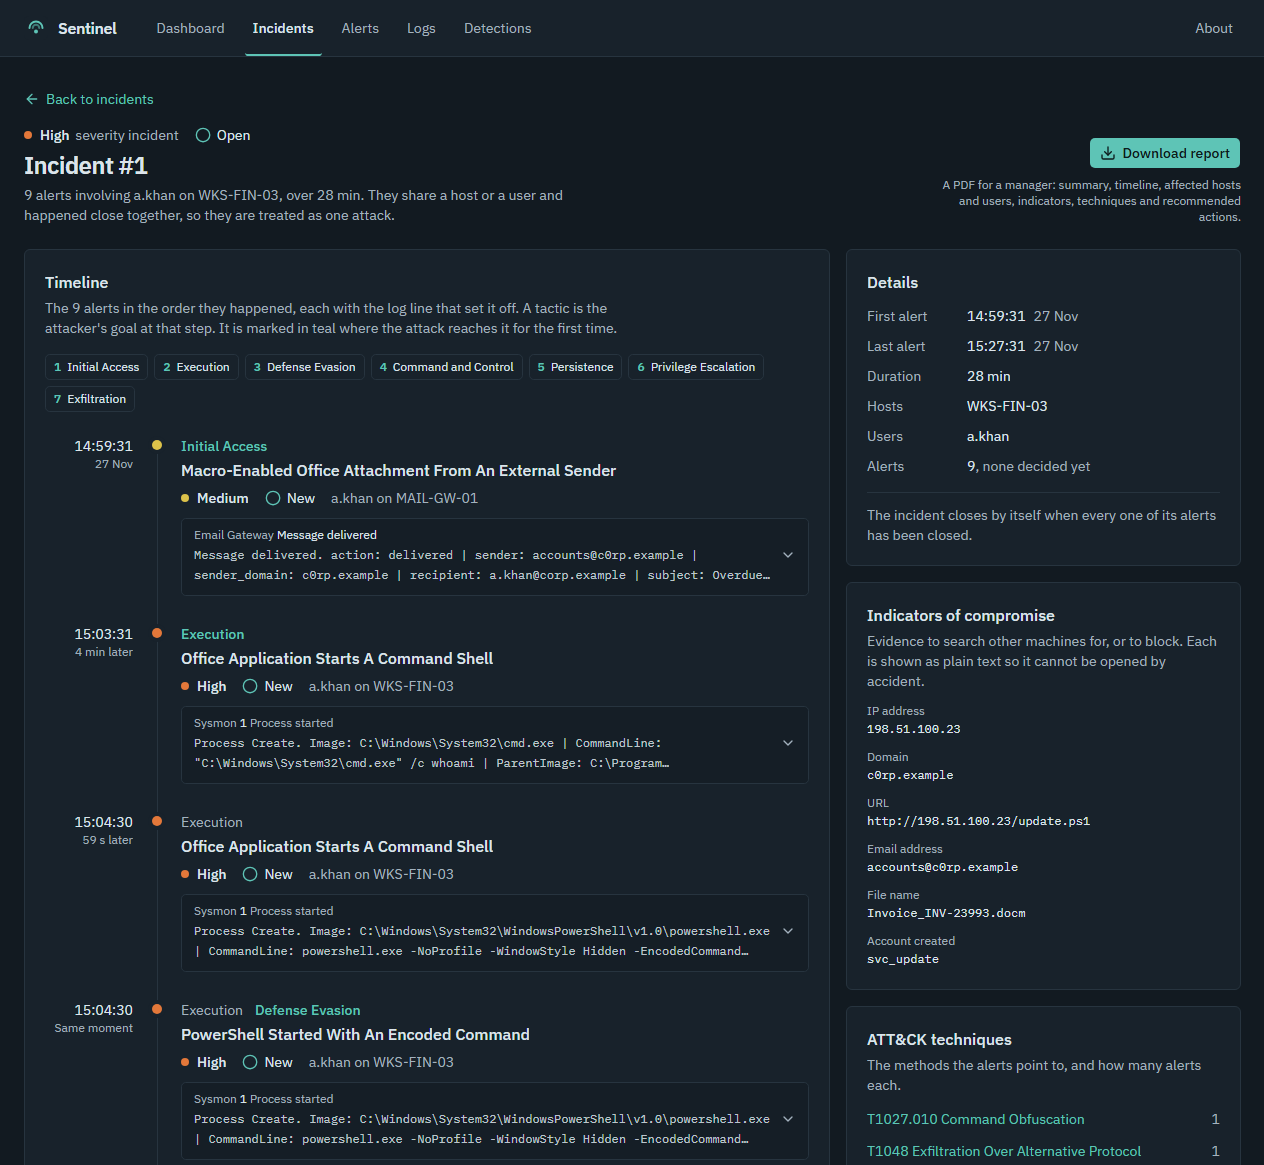 Sentinel Dashboard Incidents Alerts Logs Detections About
Back to incidents
High severity incident Open
Incident #1
9 alerts involving a.khan on WKS-FIN-03, over 28 min. They share a host or a user and
happened close together, so they are treated as one attack.
Download report
A PDF for a manager: summary, timeline, affected hosts
and users, indicators, techniques and recommended
actions.
Timeline
The 9 alerts in the order they happened, each with the log line that set it off. A tactic is the
attacker's goal at that step. It is marked in teal where the attack reaches it for the first time.
1 Initial Access 2 Execution 3 Defense Evasion 4 Command and Control 5 Persistence 6 Privilege Escalation
7 Exfiltration
14:59:31
27 Nov
Initial Access
Macro-Enabled Office Attachment From An External Sender
Medium New a.khan on MAIL-GW-01
Email Gateway Message delivered
Message delivered. action: delivered | sender: accounts@c0rp.example |
sender_domain: c0rp.example | recipient: a.khan@corp.example | subject: Overdue…
15:03:31
4 min later
Execution
Office Application Starts A Command Shell
High New a.khan on WKS-FIN-03
Sysmon 1 Process started
Process Create. Image: C:\Windows\System32\cmd.exe | CommandLine:
"C:\Windows\System32\cmd.exe" /c whoami | ParentImage: C:\Program…
15:04:30
59 s later
Execution
Office Application Starts A Command Shell
High New a.khan on WKS-FIN-03
Sysmon 1 Process started
Process Create. Image: C:\Windows\System32\WindowsPowerShell\v1.0\powershell.exe
| CommandLine: powershell.exe -NoProfile -WindowStyle Hidden -EncodedCommand…
15:04:30
Same moment
Execution Defense Evasion
PowerShell Started With An Encoded Command
High New a.khan on WKS-FIN-03
Sysmon 1 Process started
Process Create. Image: C:\Windows\System32\WindowsPowerShell\v1.0\powershell.exe
| CommandLine: powershell.exe -NoProfile -WindowStyle Hidden -EncodedCommand…
Details
First alert 14:59:31 27 Nov
Last alert 15:27:31 27 Nov
Duration 28 min
Hosts WKS-FIN-03
Users a.khan
Alerts 9, none decided yet
The incident closes by itself when every one of its alerts
has been closed.
Indicators of compromise
Evidence to search other machines for, or to block. Each
is shown as plain text so it cannot be opened by
accident.
IP address
198.51.100.23
Domain
c0rp.example
URL
http://198.51.100.23/update.ps1
Email address
accounts@c0rp.example
File name
Invoice_INV-23993.docm
Account created
svc_update
ATT&CK techniques
The methods the alerts point to, and how many alerts
each.
T1027.010 Command Obfuscation 1
T1048 Exfiltration Over Alternative Protocol 1